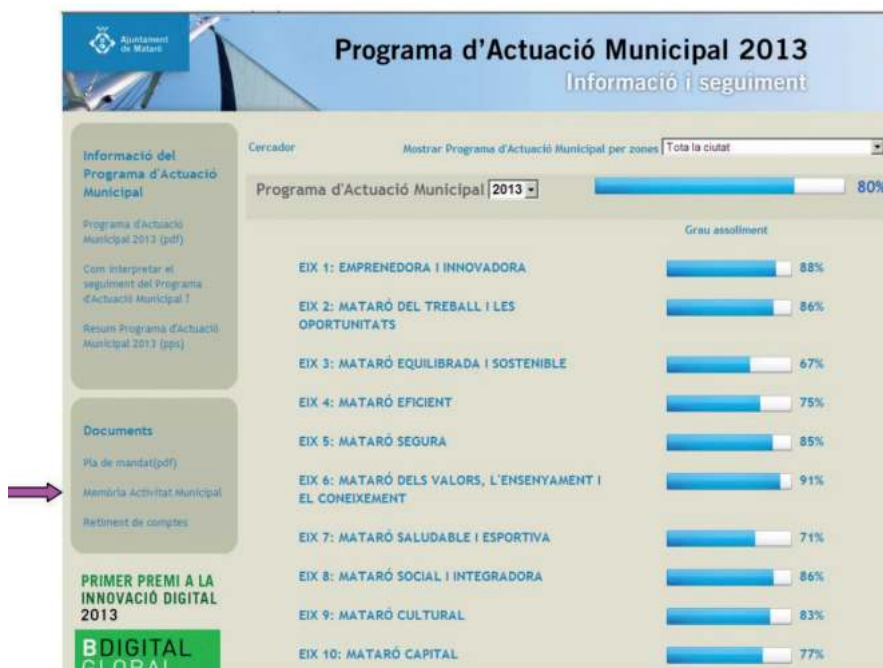 Ajuntament
de Mataró
Programa d'Actuació Municipal 2013
Informació i seguiment
Informació del
Programa d'Actuació
Municipal
Programa d'Actuació
Municipal 2013 (pdf)
Com interpretar el
seguiment del Programa
d'Actuació Municipal ?
Resum Programa d'Actuació
Municipal 2013 (pps)
Documents
Pla de mandat(pdf)
Memòria Activitat Municipal
Retiment de comptes
PRIMER PREMI A LA
INNOVACIÓ DIGITAL
2013
BDIGITAL
GLOBAL
Cercador
Mostrar Programa d'Actuació Municipal per zones Tota la ciutat
Programa d'Actuació Municipal 2013 80%
Grau assoliment
EIX 1: EMPRENEDORA I INNOVADORA 88%
EIX 2: MATARÓ DEL TREBALL I LES
OPORTUNITATS 86%
EIX 3: MATARÓ EQUILIBRADA I SOSTENIBLE 67%
EIX 4: MATARÓ EFICIENT 75%
EIX 5: MATARÓ SEGURA 85%
EIX 6: MATARÓ DELS VALORS, L'ENSENYAMENT I
EL CONEIXEMENT 91%
EIX 7: MATARÓ SALUDABLE I ESPORTIVA 71%
EIX 8: MATARÓ SOCIAL I INTEGRADORA 86%
EIX 9: MATARÓ CULTURAL 83%
EIX 10: MATARÓ CAPITAL 77%